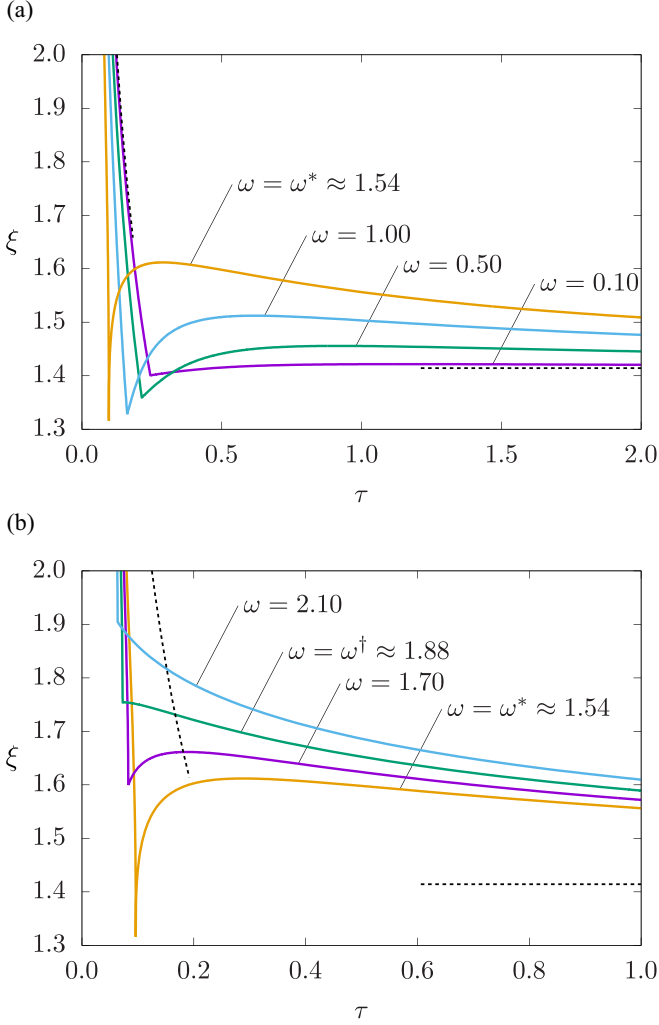 (a)
2.0
1.9
1.8
ω = ω* ≈ 1.54
1.7
ω = 1.00
ξ
1.6
ω = 0.50
ω = 0.10
1.5
1.4
1.3
0.0 0.5 1.0 1.5 2.0
τ
(b)
2.0
ω = 2.10
1.9
ω = ω† ≈ 1.88
1.8
ω = 1.70
ω = ω* ≈ 1.54
1.7
ξ
1.6
1.5
1.4
1.3
0.0 0.2 0.4 0.6 0.8 1.0
τ